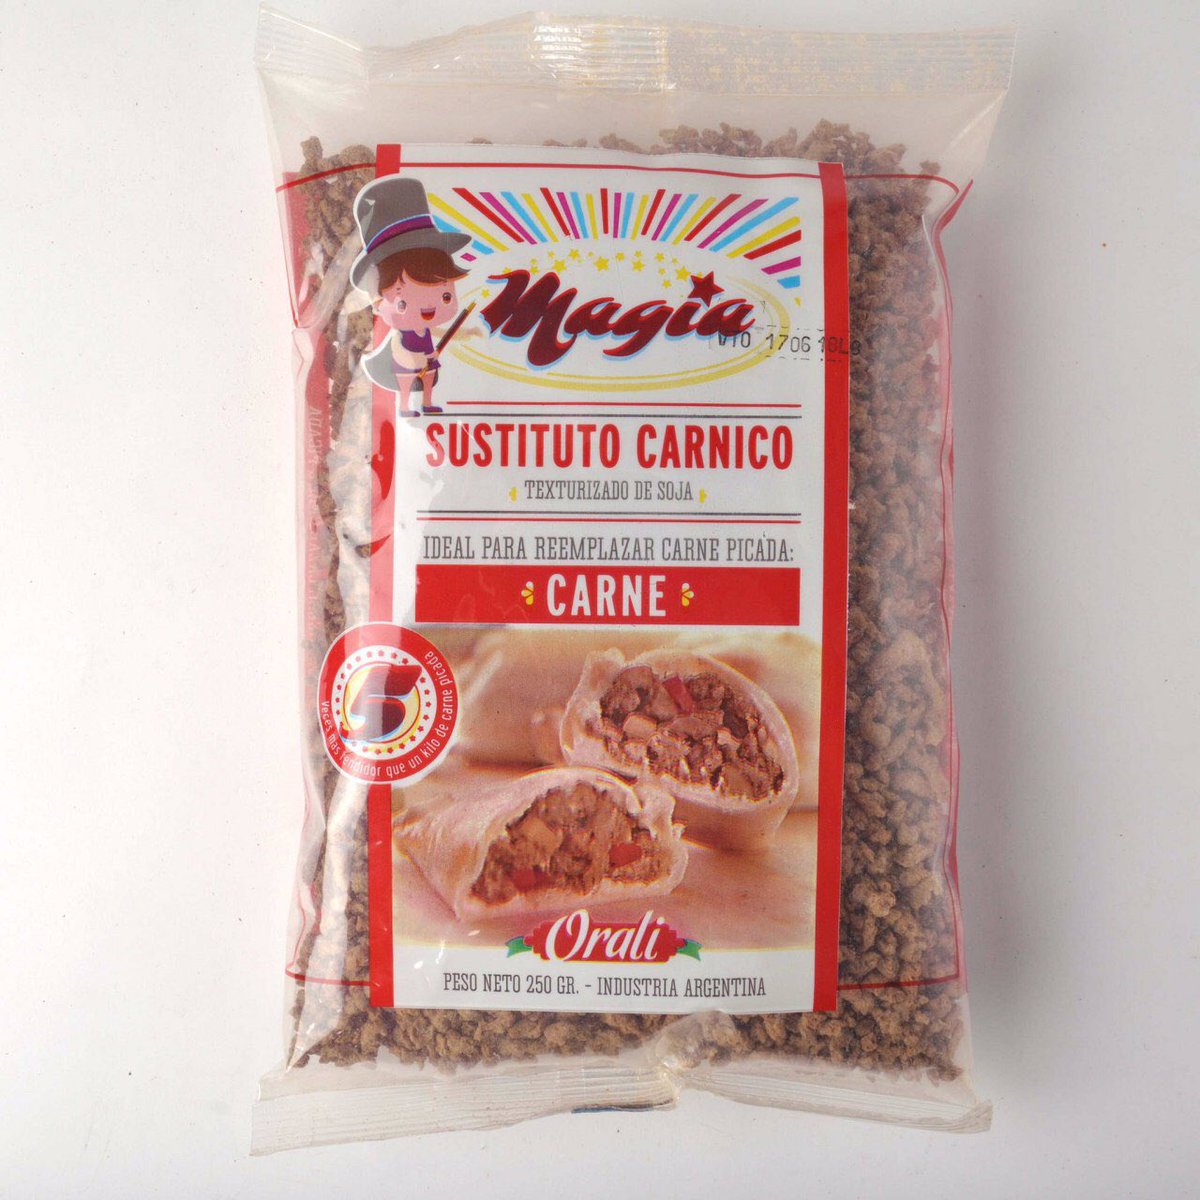 Magia
VTO 1706 18L8
SUSTITUTO CARNICO
TEXTURIZADO DE SOJA
IDEAL PARA REEMPLAZAR CARNE PICADA:
CARNE
5
veces más rendidor que un kilo de carne picada
Orali
PESO NETO 250 GR. - INDUSTRIA ARGENTINA